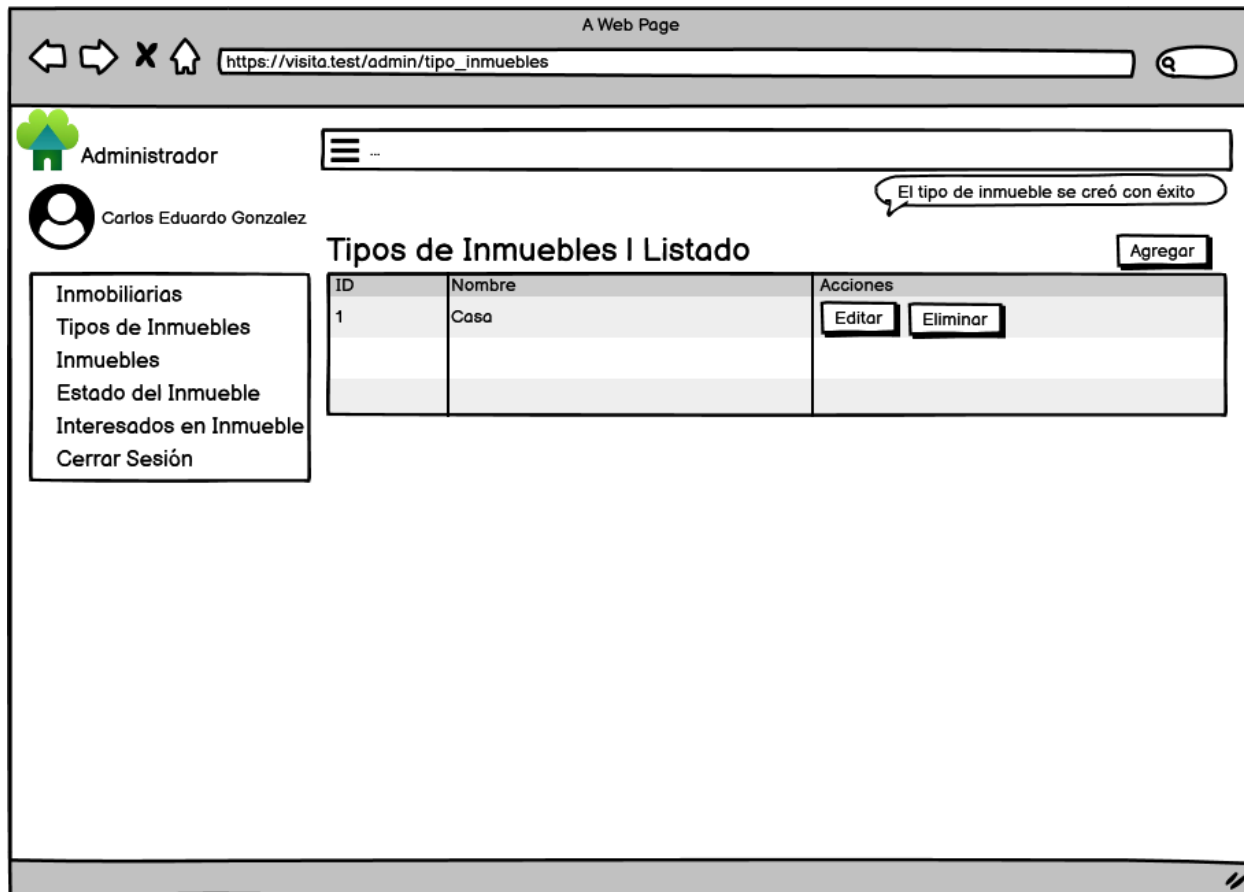 A Web Page
https://visita.test/admin/tipo_inmuebles
Administrador
...
El tipo de inmueble se creó con éxito
Carlos Eduardo Gonzalez
Tipos de Inmuebles | Listado
Agregar
Inmobiliarias
Tipos de Inmuebles
Inmuebles
Estado del Inmueble
Interesados en Inmueble
Cerrar Sesión
ID Nombre Acciones
1 Casa Editar Eliminar